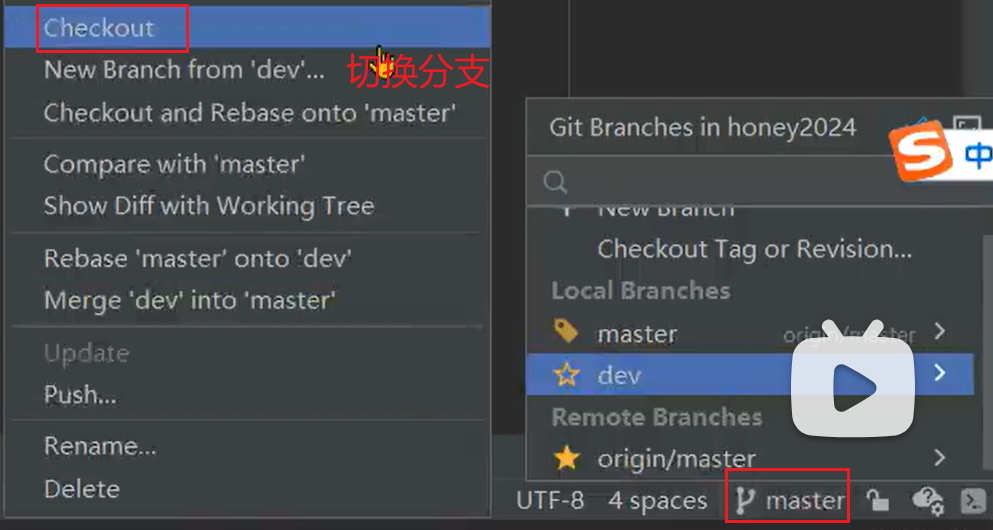 Checkout
New Branch from 'dev'...
切换分支
Checkout and Rebase onto 'master'
Compare with 'master'
Show Diff with Working Tree
Rebase 'master' onto 'dev'
Merge 'dev' into 'master'
Update
Push...
Rename...
Delete
Git Branches in honey2024
中
New Branch
Checkout Tag or Revision...
Local Branches
master origin/master
dev
Remote Branches
origin/master
UTF-8 4 spaces master